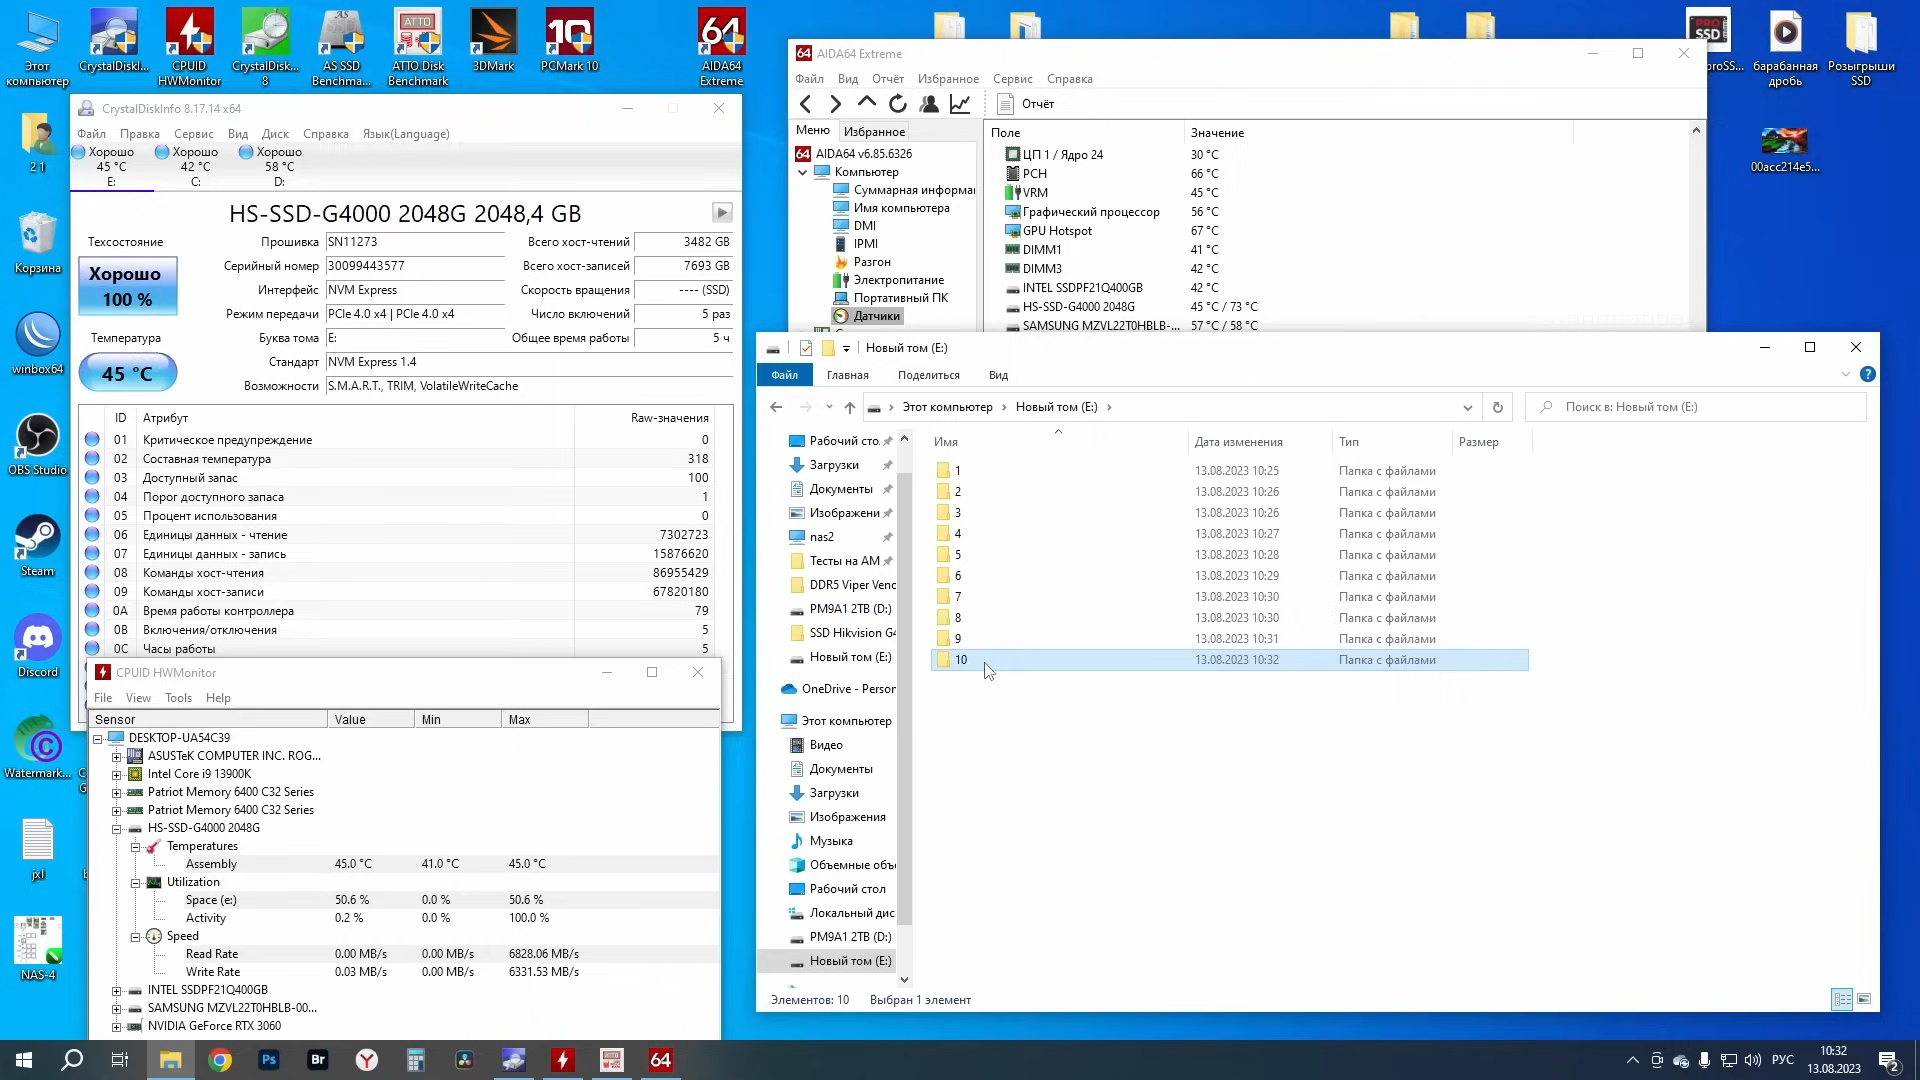 Этот
компьютер
CrystalDiskI...
CPUID
HWMonitor
CrystalDisk...
8
AS SSD
Benchma...
ATTO Disk
Benchmark
3DMark
PCMark 10
AIDA64
Extreme
барабанная
дробь
Розыгрыши
SSD
00acc214e5...
2 1
Корзина
winbox64
OBS Studio
Steam
Discord
Watermark...
jxl
NAS-4
CrystalDiskInfo 8.17.14 x64
Файл Правка Сервис Вид Диск Справка Язык(Language)
Хорошо Хорошо Хорошо
45 °C 42 °C 58 °C
E: C: D:
HS-SSD-G4000 2048G 2048,4 GB
Техсостояние
Хорошо
100 %
Температура
45 °C
Прошивка SN11273 Всего хост-чтений 3482 GB
Серийный номер 30099443577 Всего хост-записей 7693 GB
Интерфейс NVM Express Скорость вращения ---- (SSD)
Режим передачи PCIe 4.0 x4 | PCIe 4.0 x4 Число включений 5 раз
Буква тома E: Общее время работы 5 ч
Стандарт NVM Express 1.4
Возможности S.M.A.R.T., TRIM, VolatileWriteCache
ID Атрибут Raw-значения
01 Критическое предупреждение 0
02 Составная температура 318
03 Доступный запас 100
04 Порог доступного запаса 1
05 Процент использования 0
06 Единицы данных - чтение 7302723
07 Единицы данных - запись 15876620
08 Команды хост-чтения 86955429
09 Команды хост-записи 67820180
0A Время работы контроллера 79
0B Включения/отключения 5
0C Часы работы 5
CPUID HWMonitor
File View Tools Help
Sensor Value Min Max
DESKTOP-UA54C39
ASUSTeK COMPUTER INC. ROG...
Intel Core i9 13900K
Patriot Memory 6400 C32 Series
Patriot Memory 6400 C32 Series
HS-SSD-G4000 2048G
Temperatures
Assembly 45.0 °C 41.0 °C 45.0 °C
Utilization
Space (e:) 50.6 % 0.0 % 50.6 %
Activity 0.2 % 0.0 % 100.0 %
Speed
Read Rate 0.00 MB/s 0.00 MB/s 6828.06 MB/s
Write Rate 0.03 MB/s 0.00 MB/s 6331.53 MB/s
INTEL SSDPF21Q400GB
SAMSUNG MZVL22T0HBLB-00...
NVIDIA GeForce RTX 3060
AIDA64 Extreme
Файл Вид Отчёт Избранное Сервис Справка
Отчёт
Меню Избранное
AIDA64 v6.85.6326
Компьютер
Суммарная информа
Имя компьютера
DMI
IPMI
Разгон
Электропитание
Портативный ПК
Датчики
Поле Значение
ЦП 1 / Ядро 24 30 °C
PCH 66 °C
VRM 45 °C
Графический процессор 56 °C
GPU Hotspot 67 °C
DIMM1 41 °C
DIMM3 42 °C
INTEL SSDPF21Q400GB 42 °C
HS-SSD-G4000 2048G 45 °C / 73 °C
SAMSUNG MZVL22T0HBLB-... 57 °C / 58 °C
Новый том (E:)
Файл Главная Поделиться Вид
Этот компьютер Новый том (E:)
Поиск в: Новый том (E:)
Рабочий сто.
Загрузки
Документы
Изображени
nas2
Тесты на AM
DDR5 Viper Venc
PM9A1 2TB (D:)
SSD Hikvision G4
Новый том (E:)
OneDrive - Person
Этот компьютер
Видео
Документы
Загрузки
Изображения
Музыка
Объемные объе
Рабочий стол
Локальный дис
PM9A1 2TB (D:)
Новый том (E:)
Имя Дата изменения Тип Размер
1 13.08.2023 10:25 Папка с файлами
2 13.08.2023 10:26 Папка с файлами
3 13.08.2023 10:26 Папка с файлами
4 13.08.2023 10:27 Папка с файлами
5 13.08.2023 10:28 Папка с файлами
6 13.08.2023 10:29 Папка с файлами
7 13.08.2023 10:30 Папка с файлами
8 13.08.2023 10:30 Папка с файлами
9 13.08.2023 10:31 Папка с файлами
10 13.08.2023 10:32 Папка с файлами
Элементов: 10 Выбран 1 элемент
РУС
10:32
13.08.2023
2